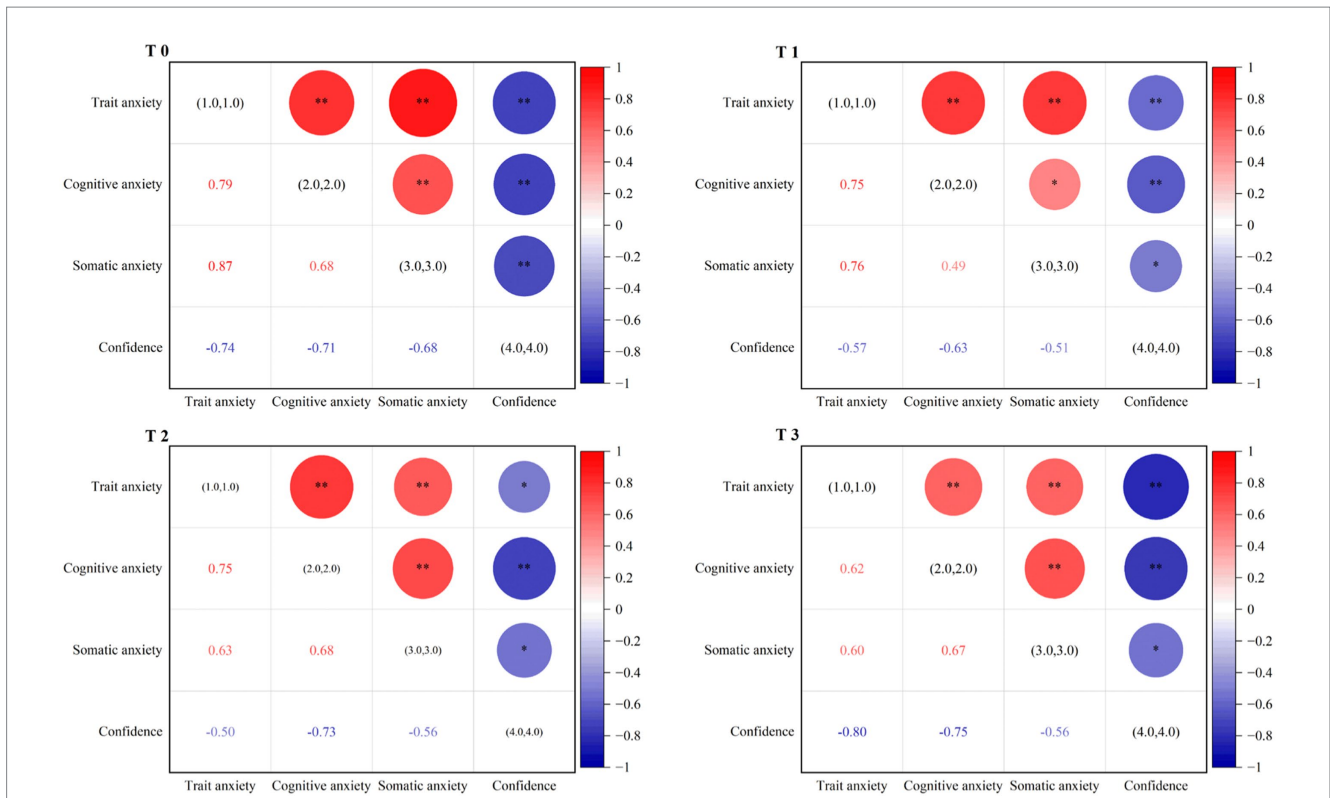 T 0
Trait anxiety (1.0,1.0) ** ** **
Cognitive anxiety 0.79 (2.0,2.0) ** **
Somatic anxiety 0.87 0.68 (3.0,3.0) **
Confidence -0.74 -0.71 -0.68 (4.0,4.0)
Trait anxiety Cognitive anxiety Somatic anxiety Confidence
1
0.8
0.6
0.4
0.2
0
−0.2
−0.4
−0.6
−0.8
−1
T 1
Trait anxiety (1.0,1.0) ** ** **
Cognitive anxiety 0.75 (2.0,2.0) * **
Somatic anxiety 0.76 0.49 (3.0,3.0) *
Confidence -0.57 -0.63 -0.51 (4.0,4.0)
Trait anxiety Cognitive anxiety Somatic anxiety Confidence
1
0.8
0.6
0.4
0.2
0
−0.2
−0.4
−0.6
−0.8
−1
T 2
Trait anxiety (1.0,1.0) ** ** *
Cognitive anxiety 0.75 (2.0,2.0) ** **
Somatic anxiety 0.63 0.68 (3.0,3.0) *
Confidence -0.50 -0.73 -0.56 (4.0,4.0)
Trait anxiety Cognitive anxiety Somatic anxiety Confidence
1
0.8
0.6
0.4
0.2
0
−0.2
−0.4
−0.6
−0.8
−1
T 3
Trait anxiety (1.0,1.0) ** ** **
Cognitive anxiety 0.62 (2.0,2.0) ** **
Somatic anxiety 0.60 0.67 (3.0,3.0) *
Confidence -0.80 -0.75 -0.56 (4.0,4.0)
Trait anxiety Cognitive anxiety Somatic anxiety Confidence
1
0.8
0.6
0.4
0.2
0
−0.2
−0.4
−0.6
−0.8
−1